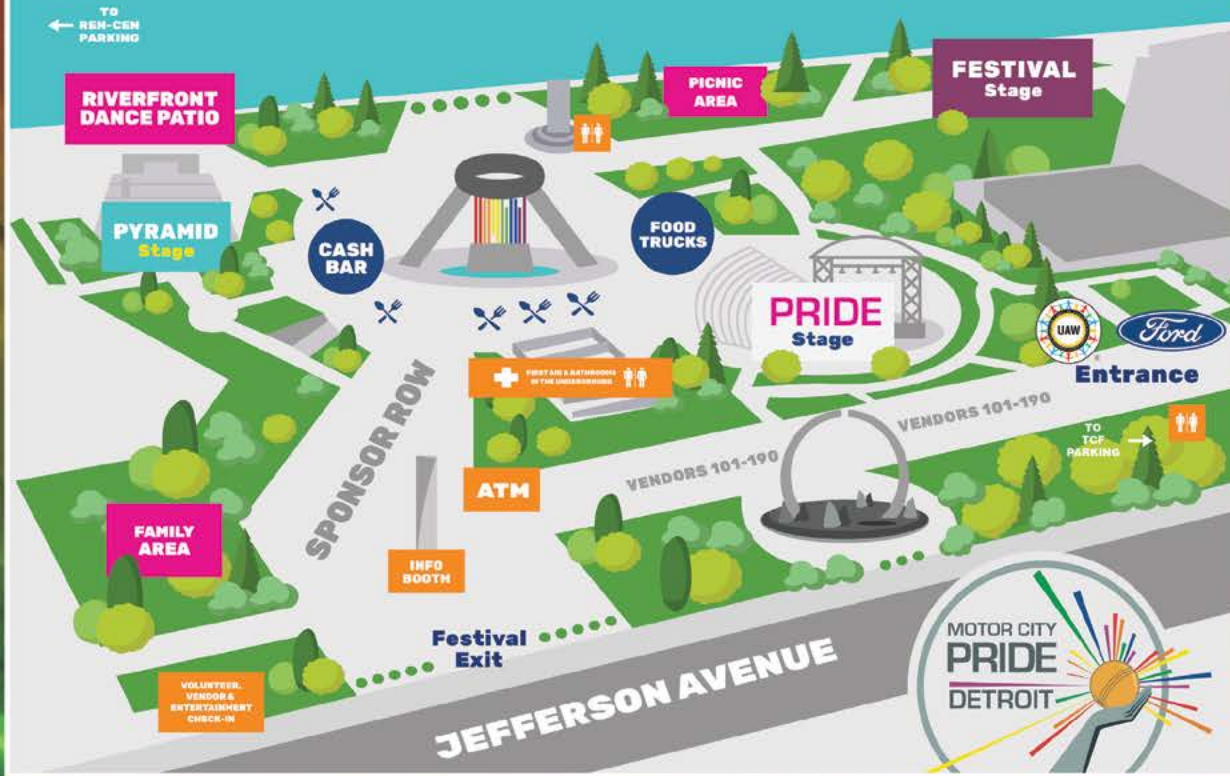 TO
REN-CEN
PARKING
RIVERFRONT
DANCE PATIO
PICNIC
AREA
FESTIVAL
Stage
PYRAMID
Stage
CASH
BAR
FOOD
TRUCKS
PRIDE
Stage
UAW
Ford
Entrance
FIRST AID & BATHROOMS
IN THE UNDERGROUND
SPONSOR ROW
VENDORS 101-190
VENDORS 101-190
TO
TCF
PARKING
ATM
FAMILY
AREA
INFO
BOOTH
Festival
Exit
VOLUNTEER,
VENDOR &
ENTERTAINMENT
CHECK-IN
JEFFERSON AVENUE
MOTOR CITY
PRIDE
DETROIT